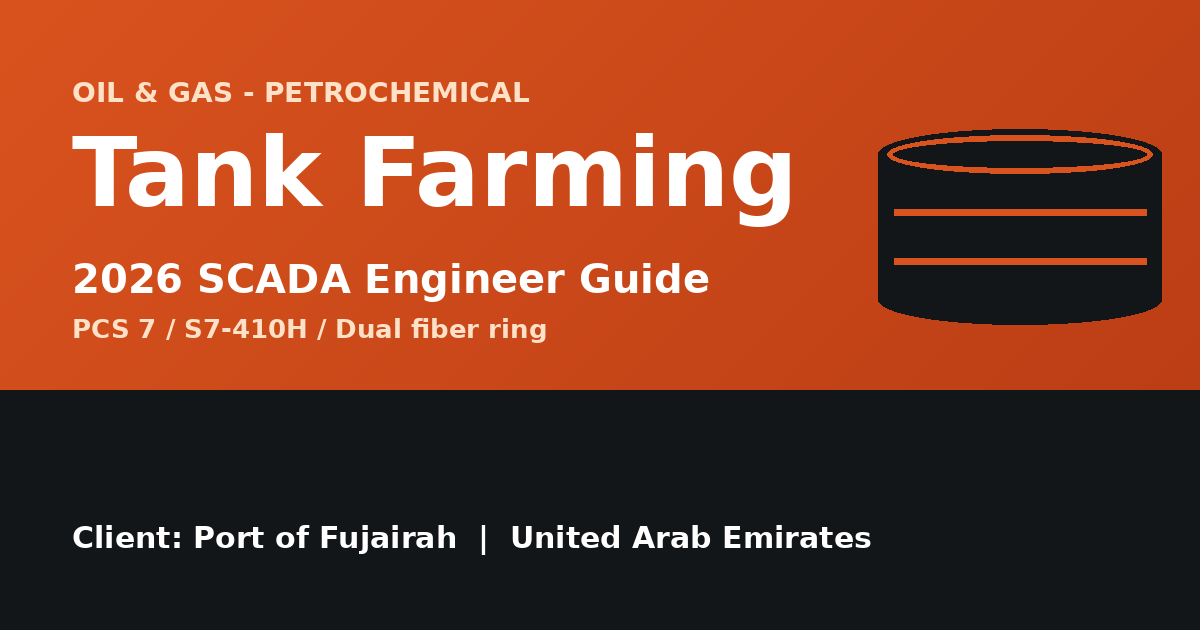 OIL & GAS - PETROCHEMICAL
Tank Farming
2026 SCADA Engineer Guide
PCS 7 / S7-410H / Dual fiber ring
Client: Port of Fujairah | United Arab Emirates